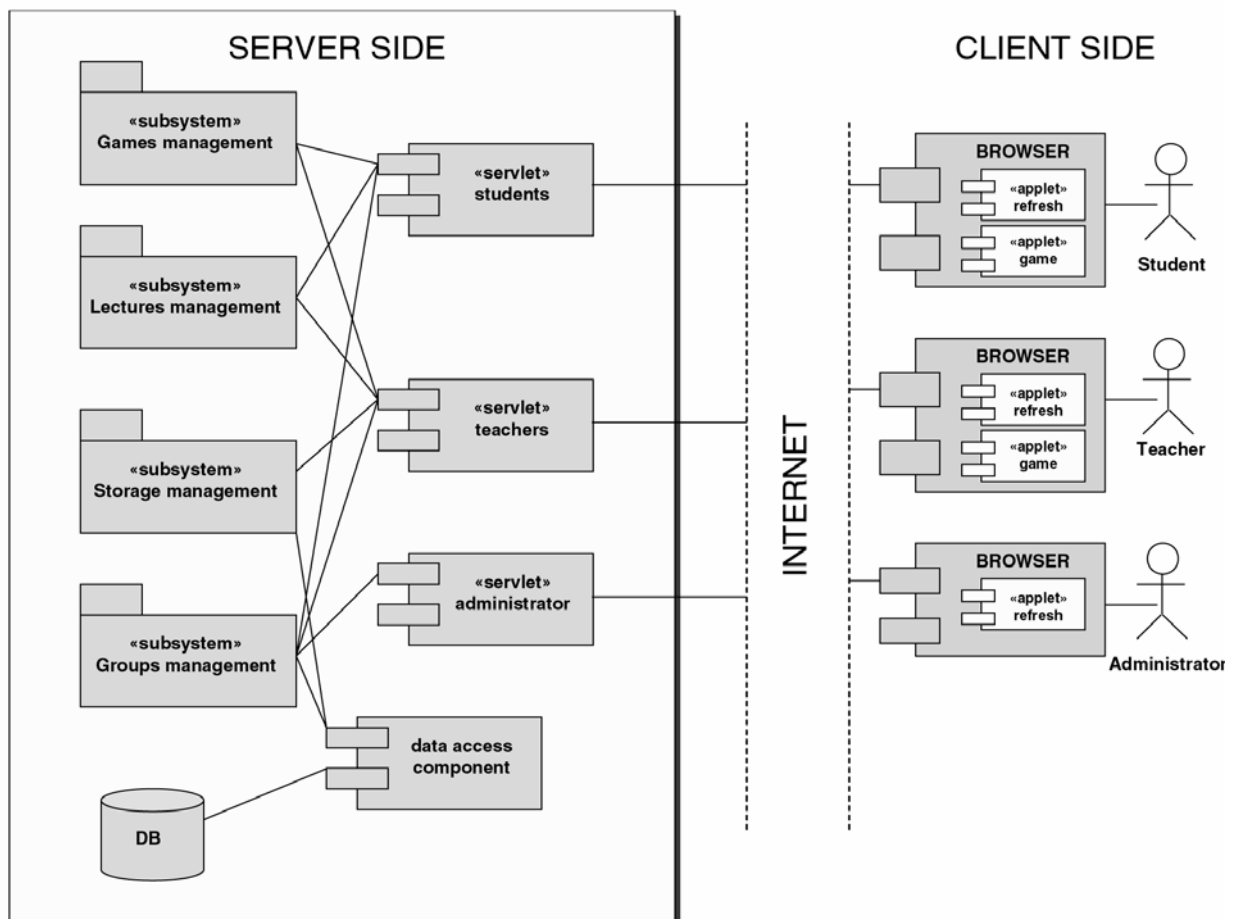 SERVER SIDE
CLIENT SIDE
«subsystem»
Games management
«subsystem»
Lectures management
«subsystem»
Storage management
«subsystem»
Groups management
DB
«servlet»
students
«servlet»
teachers
«servlet»
administrator
data access
component
INTERNET
BROWSER
«applet»
refresh
«applet»
game
Student
BROWSER
«applet»
refresh
«applet»
game
Teacher
BROWSER
«applet»
refresh
Administrator